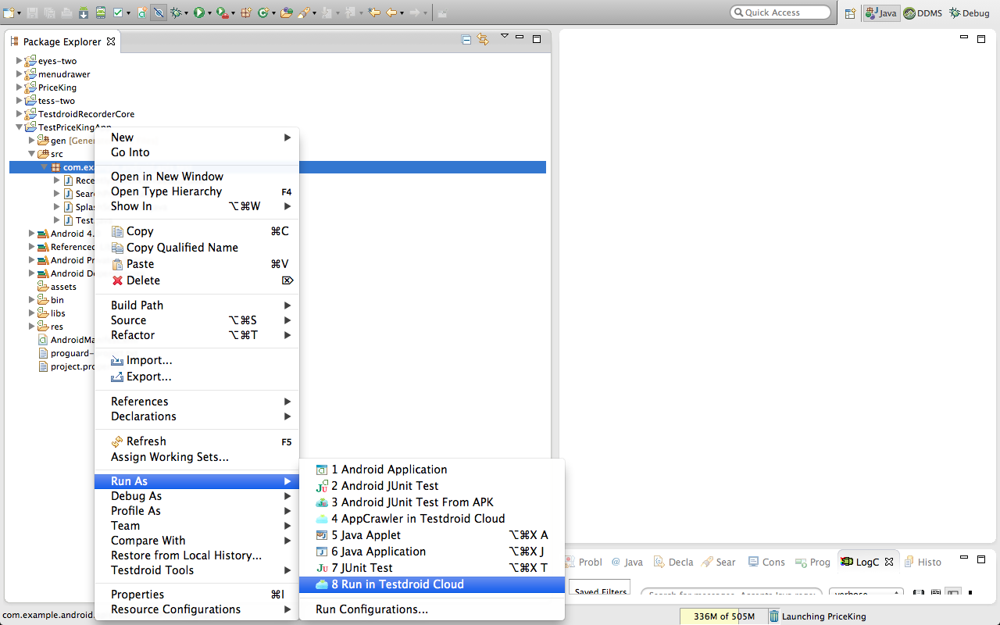 Quick Access
Java
DDMS
Debug
Package Explorer
eyes-two
menudrawer
PriceKing
tess-two
TestdroidRecorderCore
TestPriceKingApp
gen [Gener
src
com.ex
Rece
Sear
Splas
Test
Android 4.
Referenced
Android Pr
Android De
assets
bin
libs
res
AndroidMa
proguard-
project.pro
New
Go Into
Open in New Window
Open Type Hierarchy F4
Show In ⌥⌘W
Copy ⌘C
Copy Qualified Name
Paste ⌘V
Delete ⌦
Build Path
Source ⌥⌘S
Refactor ⌥⌘T
Import...
Export...
References
Declarations
Refresh F5
Assign Working Sets...
Run As
Debug As
Profile As
Team
Compare With
Restore from Local History...
Testdroid Tools
Properties ⌘I
Resource Configurations
1 Android Application
2 Android JUnit Test
3 Android JUnit Test From APK
4 AppCrawler in Testdroid Cloud
5 Java Applet ⌥⌘X A
6 Java Application ⌥⌘X J
7 JUnit Test ⌥⌘X T
8 Run in Testdroid Cloud
Run Configurations...
Probl
@ Java
Decla
Sear
Cons
Prog
LogC
Histo
Saved Filters
Search for messages. Accepts Java rege
verbose
com.example.android.
336M of 505M
Launching PriceKing